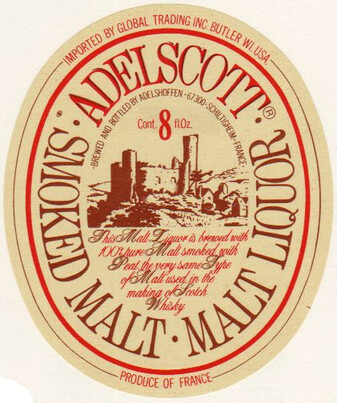 IMPORTED BY GLOBAL TRADING INC. BUTLER WI. USA.
· ADELSCOTT · ®
· SMOKED MALT · MALT LIQUOR ·
-BREWED AND BOTTLED BY ADELSHOFFEN-67300-SCHILTIGHEIM-FRANCE-
Cont. 8 fl.Oz.
This Malt Liquor is brewed with
100% pure Malt smoked with
Peat, the very same Type
of Malt used in the
making of Scotch
Whisky
PRODUCE OF FRANCE